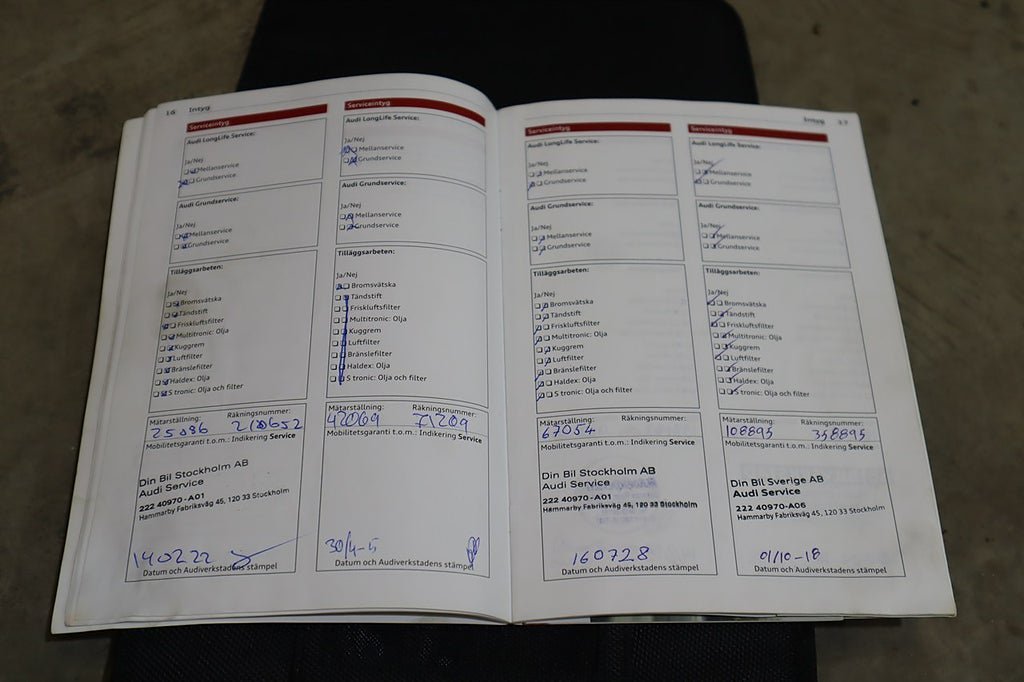 16 Intyg
Serviceintyg
Audi LongLife Service:
Ja/Nej
Mellanservice
Grundservice
Audi Grundservice:
Ja/Nej
Mellanservice
Grundservice
Tilläggsarbeten:
Ja/Nej
Bromsvätska
Tändstift
Friskluftsfilter
Multitronic: Olja
Kuggrem
Luftfilter
Bränslefilter
Haldex: Olja
S tronic: Olja och filter
Mätarställning: Räkningsnummer:
25086 210652
Mobilitetsgaranti t.o.m.: Indikering Service
Din Bil Stockholm AB
Audi Service
222 40970-A01
Hammarby Fabriksväg 45, 120 33 Stockholm
140222
Datum och Audiverkstadens stämpel
Serviceintyg
Audi LongLife Service:
Ja/Nej
Mellanservice
Grundservice
Audi Grundservice:
Ja/Nej
Mellanservice
Grundservice
Tilläggsarbeten:
Ja/Nej
Bromsvätska
Tändstift
Friskluftsfilter
Multitronic: Olja
Kuggrem
Luftfilter
Bränslefilter
Haldex: Olja
S tronic: Olja och filter
Mätarställning: Räkningsnummer:
42069 71209
Mobilitetsgaranti t.o.m.: Indikering Service
30/4-15
Datum och Audiverkstadens stämpel
Intyg 17
Serviceintyg
Audi LongLife Service:
Ja/Nej
Mellanservice
Grundservice
Audi Grundservice:
Ja/Nej
Mellanservice
Grundservice
Tilläggsarbeten:
Ja/Nej
Bromsvätska
Tändstift
Friskluftsfilter
Multitronic: Olja
Kuggrem
Luftfilter
Bränslefilter
Haldex: Olja
S tronic: Olja och filter
Mätarställning: Räkningsnummer:
67054
Mobilitetsgaranti t.o.m.: Indikering Service
Din Bil Stockholm AB
Audi Service
222 40970-A01
Hammarby Fabriksväg 45, 120 33 Stockholm
160728
Datum och Audiverkstadens stämpel
Serviceintyg
Audi LongLife Service:
Ja/Nej
Mellanservice
Grundservice
Audi Grundservice:
Ja/Nej
Mellanservice
Grundservice
Tilläggsarbeten:
Ja/Nej
Bromsvätska
Tändstift
Friskluftsfilter
Multitronic: Olja
Kuggrem
Luftfilter
Bränslefilter
Haldex: Olja
S tronic: Olja och filter
Mätarställning: Räkningsnummer:
108895 358895
Mobilitetsgaranti t.o.m.: Indikering Service
Din Bil Sverige AB
Audi Service
222 40970-A06
Hammarby Fabriksväg 45, 120 33 Stockholm
01/10-18
Datum och Audiverkstadens stämpel